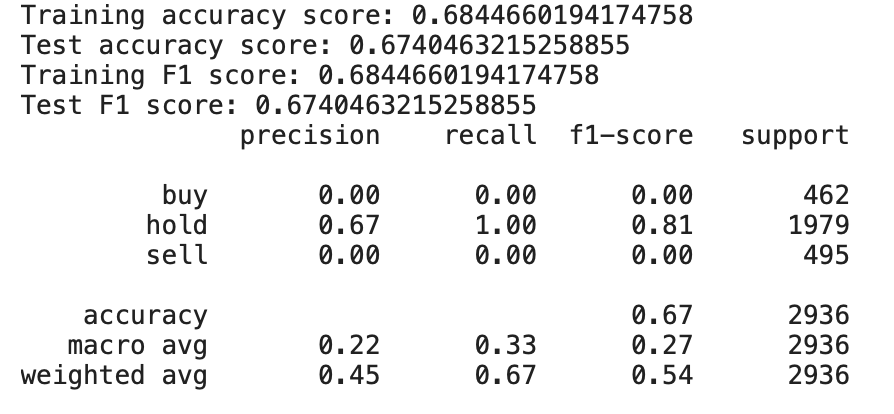 Training accuracy score: 0.6844660194174758
Test accuracy score: 0.6740463215258855
Training F1 score: 0.6844660194174758
Test F1 score: 0.6740463215258855
precision recall f1-score support
buy 0.00 0.00 0.00 462
hold 0.67 1.00 0.81 1979
sell 0.00 0.00 0.00 495
accuracy 0.67 2936
macro avg 0.22 0.33 0.27 2936
weighted avg 0.45 0.67 0.54 2936